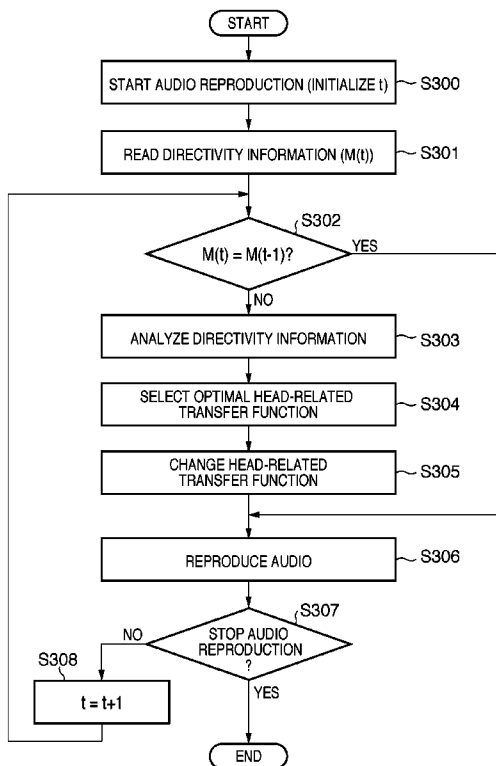 START
START AUDIO REPRODUCTION (INITIALIZE t)
S300
READ DIRECTIVITY INFORMATION (M(t))
S301
S302
M(t) = M(t-1)?
YES
NO
ANALYZE DIRECTIVITY INFORMATION
S303
SELECT OPTIMAL HEAD-RELATED
TRANSFER FUNCTION
S304
CHANGE HEAD-RELATED
TRANSFER FUNCTION
S305
REPRODUCE AUDIO
S306
S307
NO
STOP AUDIO
REPRODUCTION
?
S308
YES
t = t+1
END